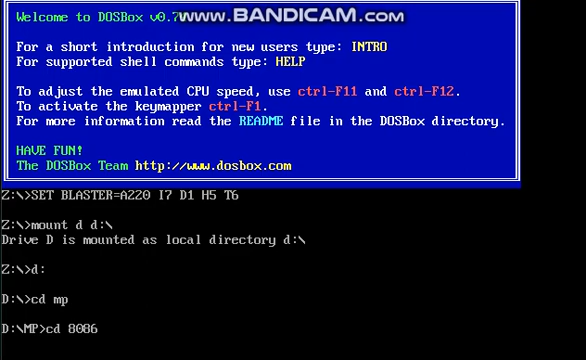 Welcome to DOSBox v0.7
www.BANDICAM.com
For a short introduction for new users type: INTRO
For supported shell commands type: HELP
To adjust the emulated CPU speed, use ctrl-F11 and ctrl-F12.
To activate the keymapper ctrl-F1.
For more information read the README file in the DOSBox directory.
HAVE FUN!
The DOSBox Team http://www.dosbox.com
Z:\>SET BLASTER=A220 I7 D1 H5 T6
Z:\>mount d d:\
Drive D is mounted as local directory d:\
Z:\>d:
D:\>cd mp
D:\MP>cd 8086